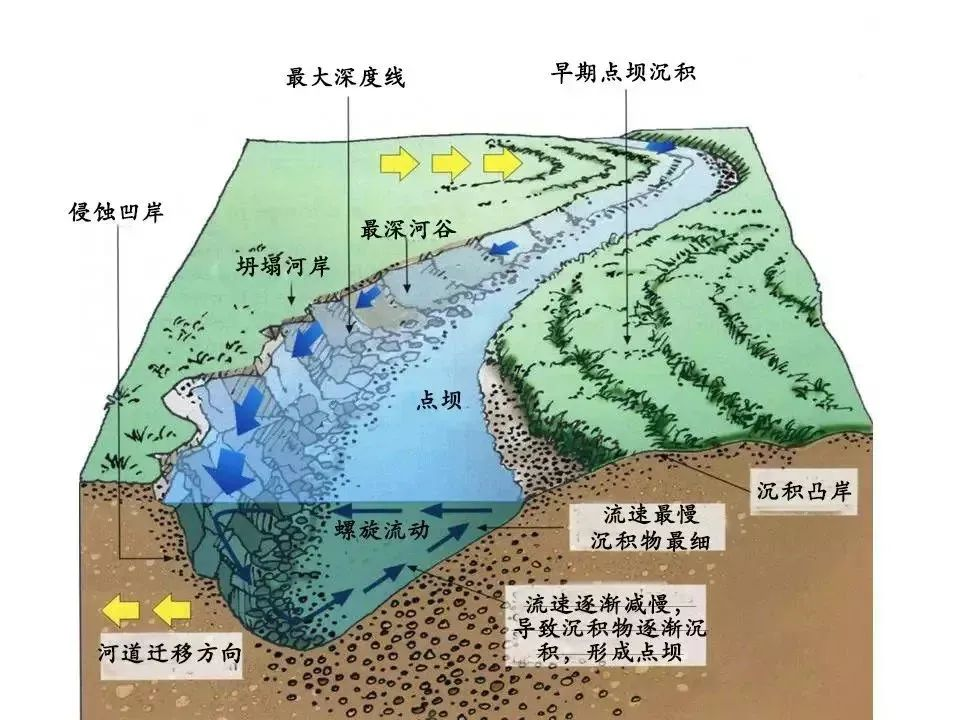 最大深度线
早期点坝沉积
侵蚀凹岸
最深河谷
坍塌河岸
点坝
沉积凸岸
螺旋流动
流速最慢
沉积物最细
流速逐渐减慢，
导致沉积物逐渐沉
积，形成点坝
河道迁移方向